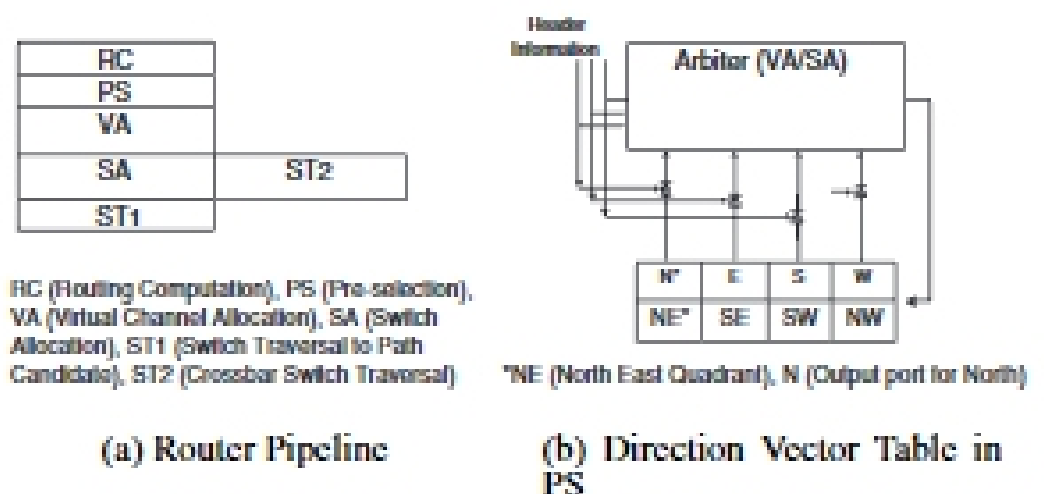 RC
PS
VA
SA ST2
ST1
RC (Routing Computation), PS (Pre-selection),
VA (Virtual Channel Allocation), SA (Switch
Allocation), ST1 (Switch Traversal to Path
Candidate), ST2 (Crossbar Switch Traversal)
(a) Router Pipeline
Header
Information
Arbiter (VA/SA)
N* E S W
NE* SE SW NW
*NE (North East Quadrant), N (Output port for North)
(b) Direction Vector Table in
PS